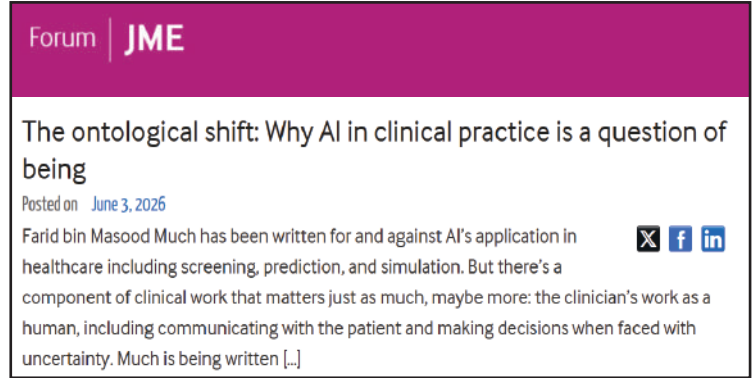 Forum | JME
The ontological shift: Why AI in clinical practice is a question of
being
Posted on June 3, 2026
Farid bin Masood Much has been written for and against AI's application in
healthcare including screening, prediction, and simulation. But there's a
component of clinical work that matters just as much, maybe more: the clinician's work as a
human, including communicating with the patient and making decisions when faced with
uncertainty. Much is being written [...]
X f in